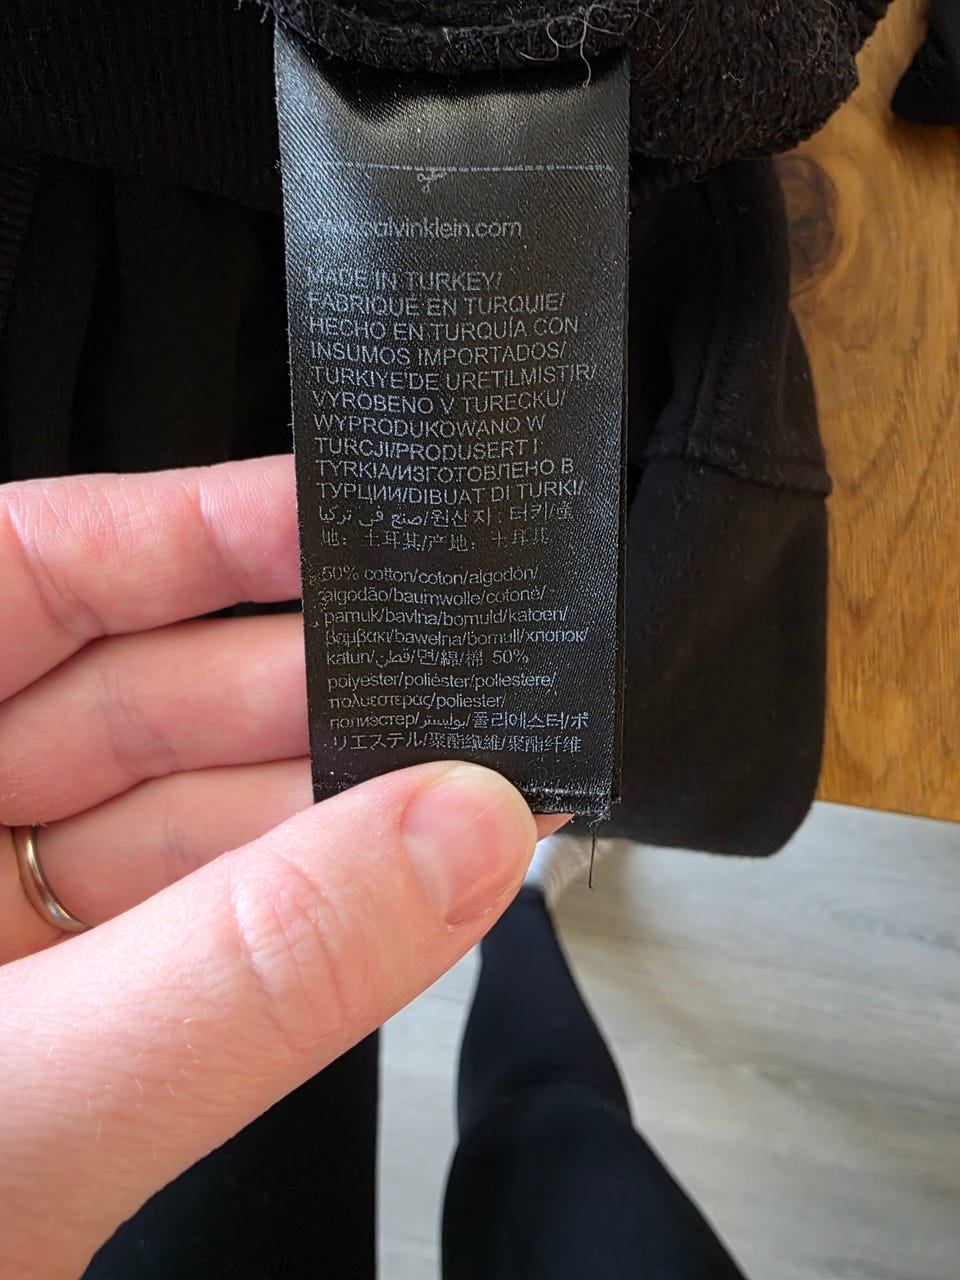 www.calvinklein.com
MADE IN TURKEY/
FABRIQUE EN TURQUIE/
HECHO EN TURQUÍA CON
INSUMOS IMPORTADOS/
TURKIYE'DE URETILMISTIR/
VYROBENO V TURECKU/
WYPRODUKOWANO W
TURCJI/PRODUSERT I
TYRKIA/ИЗГОТОВЛЕНО В
ТУРЦИИ/DIBUAT DI TURKI/
صنع في تركيا/원산지: 터키/產
地: 土耳其/产地: 土耳其
50% cotton/coton/algodón/
algodão/baumwolle/cotone/
pamuk/bavlna/bomuld/katoen/
βαμβακι/bawełna/bomull/хлопок/
katun/قطن/면/綿/棉 50%
polyester/poliéster/poliestere/
πολυεστερας/poliester/
полиэстер/بوليستر/폴리에스터/ポ
リエステル/聚酯纖維/聚酯纤维